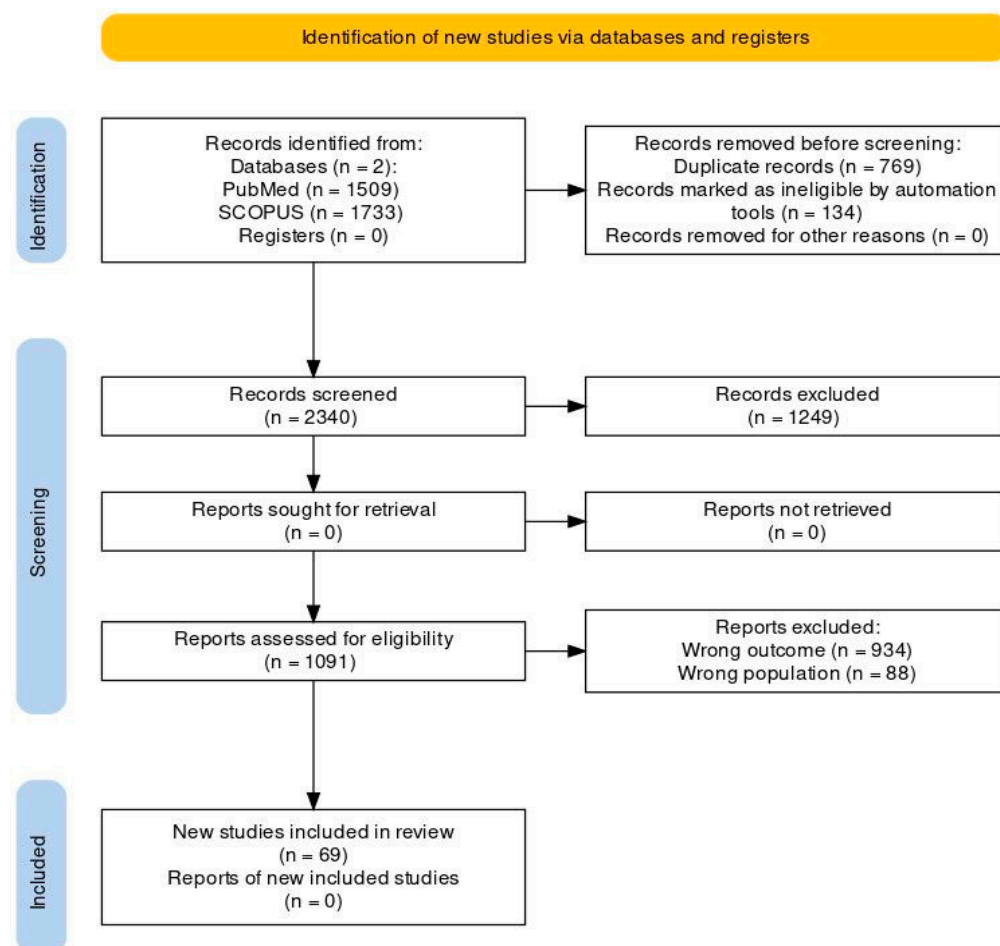 Identification of new studies via databases and registers
Identification
Records identified from:
Databases (n = 2):
PubMed (n = 1509)
SCOPUS (n = 1733)
Registers (n = 0)
Records removed before screening:
Duplicate records (n = 769)
Records marked as ineligible by automation
tools (n = 134)
Records removed for other reasons (n = 0)
Screening
Records screened
(n = 2340)
Records excluded
(n = 1249)
Reports sought for retrieval
(n = 0)
Reports not retrieved
(n = 0)
Reports assessed for eligibility
(n = 1091)
Reports excluded:
Wrong outcome (n = 934)
Wrong population (n = 88)
Included
New studies included in review
(n = 69)
Reports of new included studies
(n = 0)